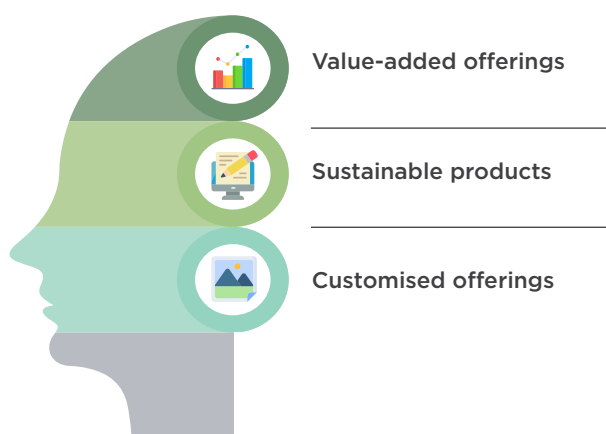 Value-added offerings
Sustainable products
Customised offerings